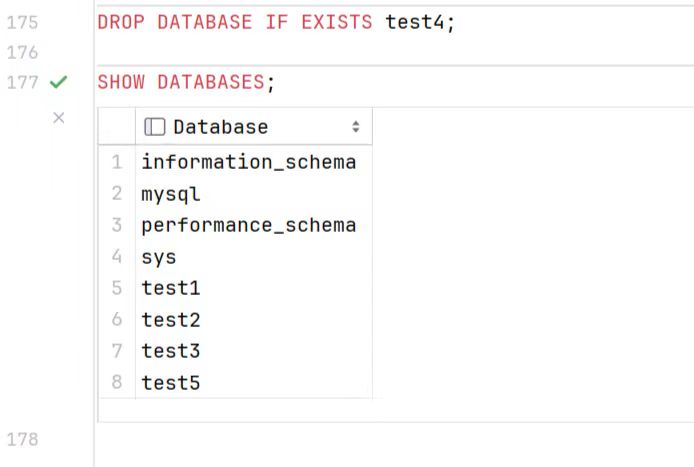 175 DROP DATABASE IF EXISTS test4;
176
177 SHOW DATABASES;
Database
1 information_schema
2 mysql
3 performance_schema
4 sys
5 test1
6 test2
7 test3
8 test5
178